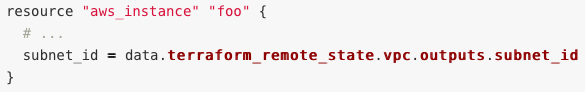 resource "aws_instance" "foo" {
  # ...
  subnet_id = data.terraform_remote_state.vpc.outputs.subnet_id
}